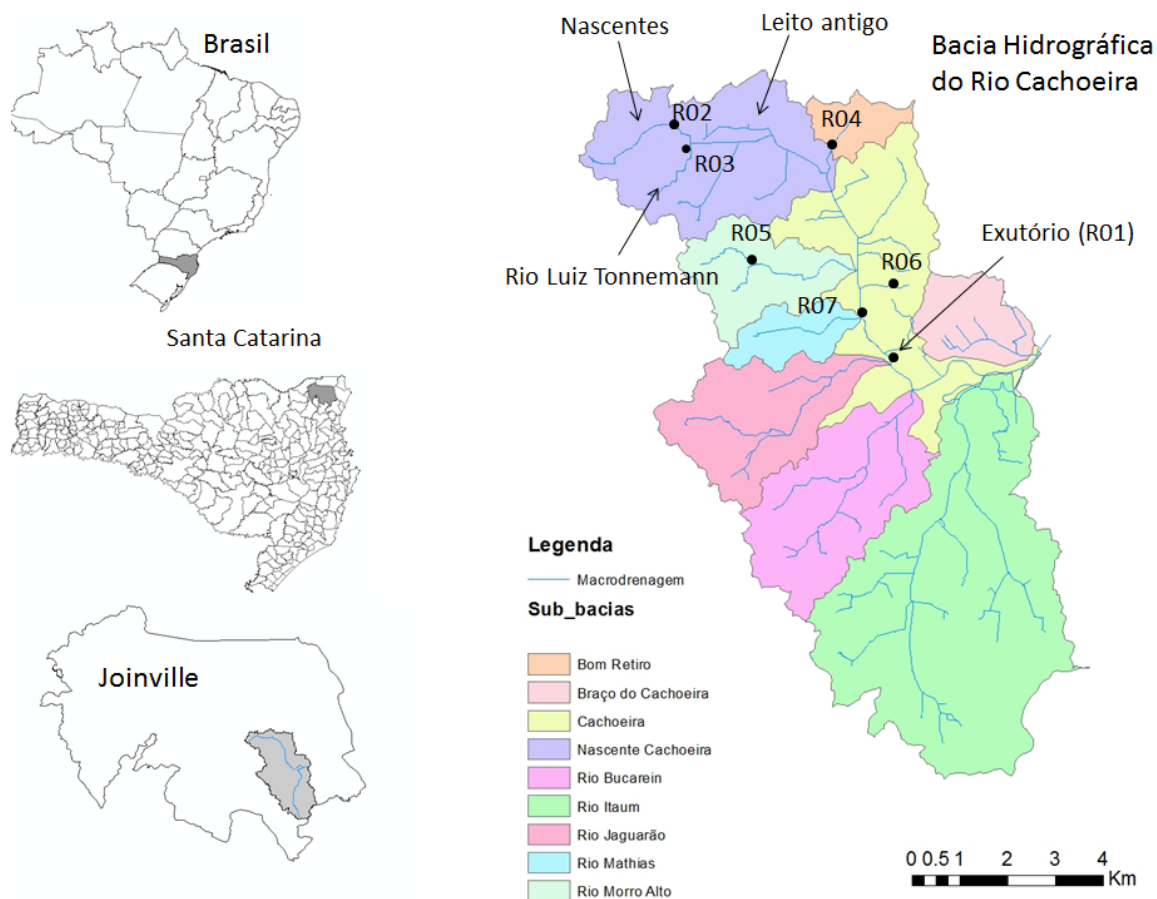 Brasil
Santa Catarina
Joinville
Nascentes
Leito antigo
Bacia Hidrográfica
do Rio Cachoeira
R02
R04
R03
R05
Exutório (R01)
Rio Luiz Tonnemann
R06
R07
Legenda
Macrodrenagem
Sub_bacias
Bom Retiro
Braço do Cachoeira
Cachoeira
Nascente Cachoeira
Rio Bucarein
Rio Itaum
Rio Jaguarão
Rio Mathias
Rio Morro Alto
0 0.5 1 2 3 4
Km